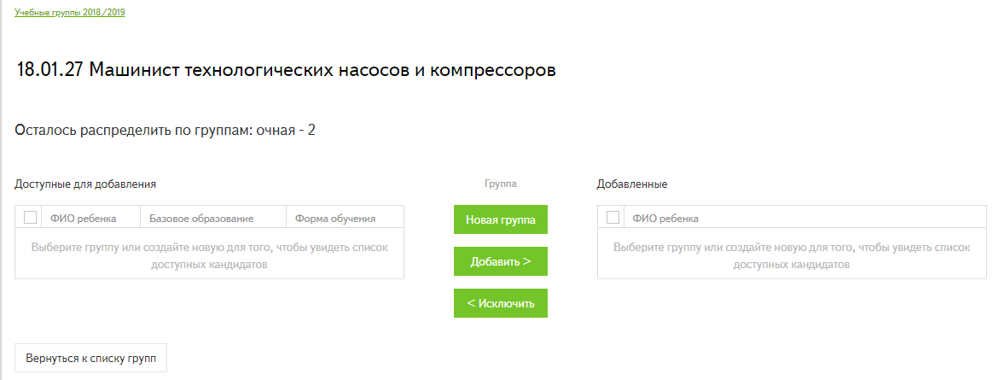 Учебные группы 2018/2019
18.01.27 Машинист технологических насосов и компрессоров
Осталось распределить по группам: очная - 2
Доступные для добавления
ФИО ребенка Базовое образование Форма обучения
Выберите группу или создайте новую для того, чтобы увидеть список
доступных кандидатов
Группа
Новая группа
Добавить >
< Исключить
Добавленные
ФИО ребенка
Выберите группу или создайте новую для того, чтобы увидеть список
доступных кандидатов
Вернуться к списку групп